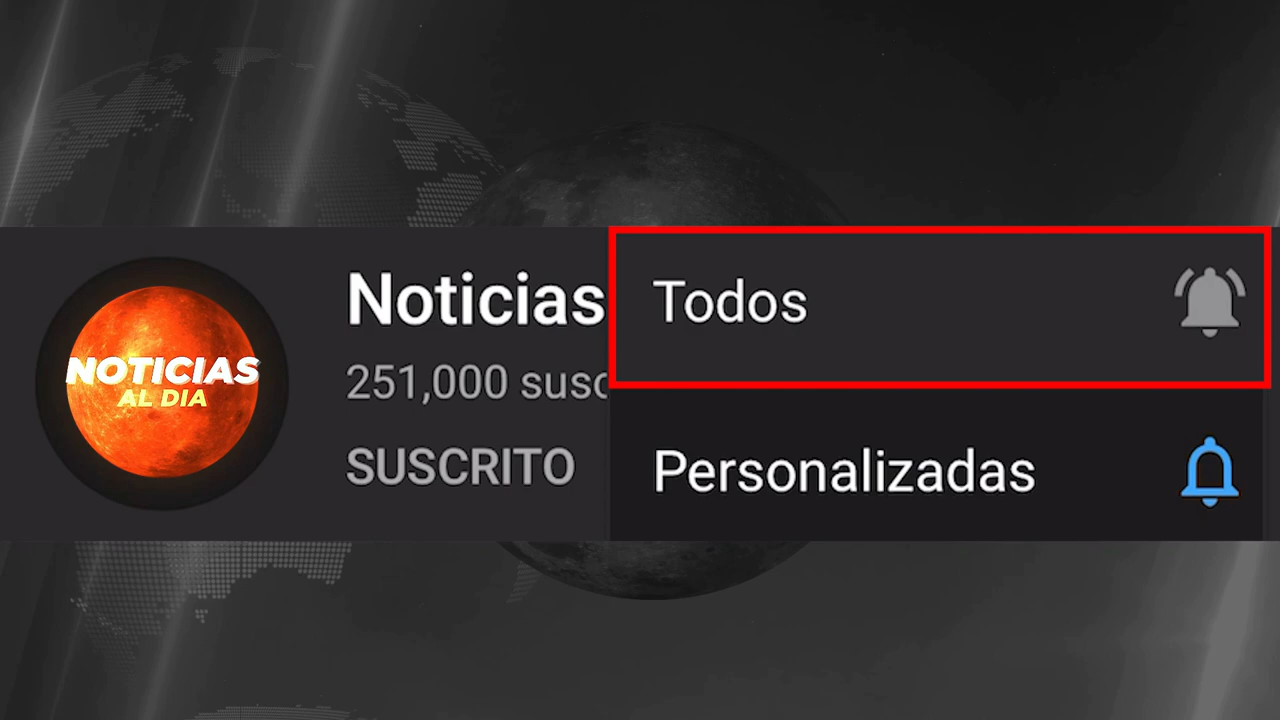 NOTICIAS
AL DIA
Noticias
251,000 susc
SUSCRITO
Todos
Personalizadas